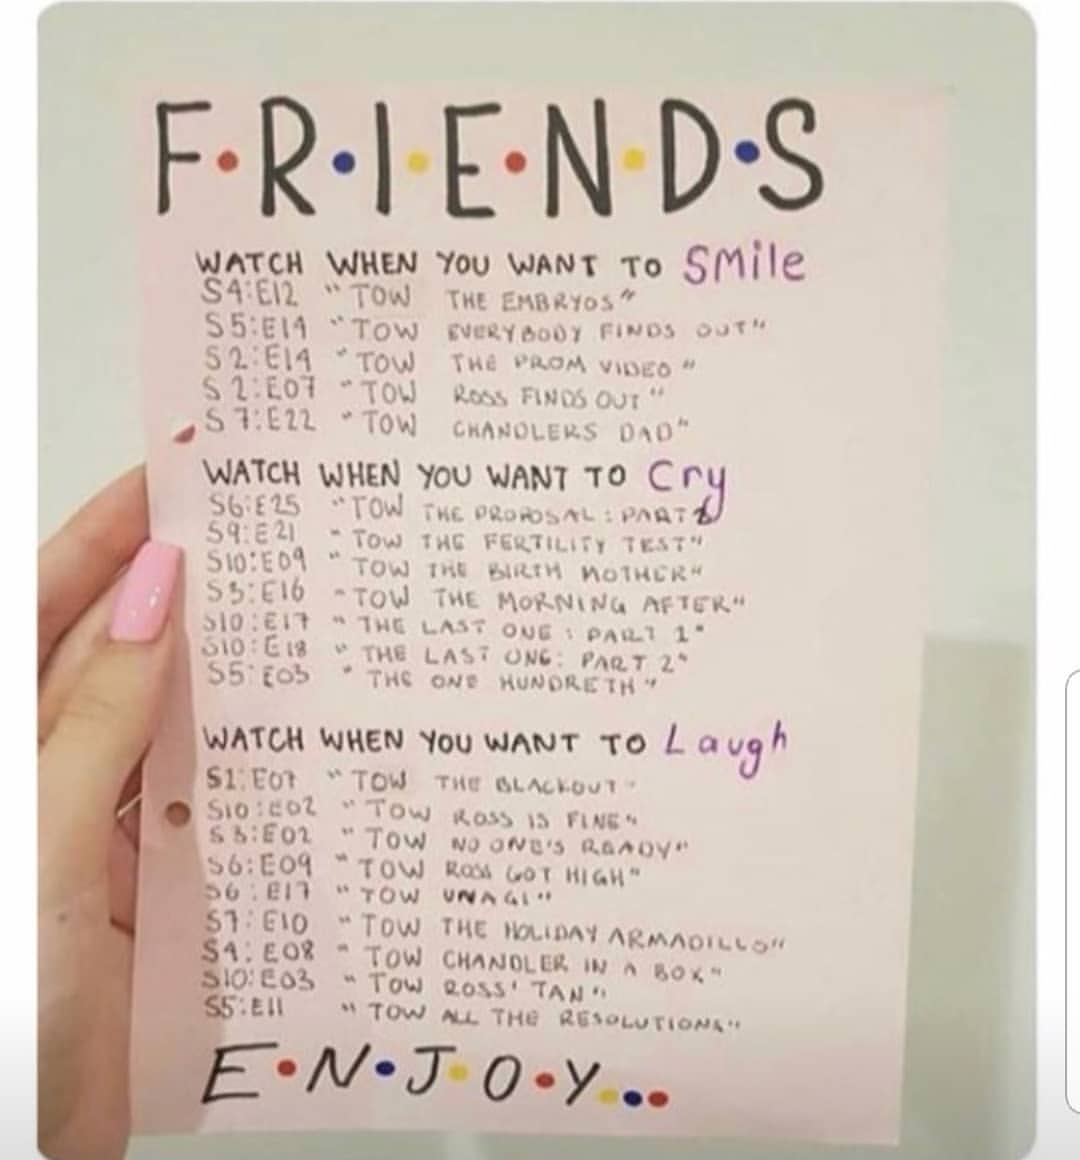 F•R•I•E•N•D•S
WATCH WHEN YOU WANT TO SMile
S4:E12 "TOW THE EMBRYOS"
S5:E14 "TOW EVERYBODY FINDS OUT"
S2:E14 "TOW THE PROM VIDEO"
S2:E07 "TOW ROSS FINDS OUT"
S7:E22 "TOW CHANDLERS DAD"
WATCH WHEN YOU WANT TO Cry
S6:E25 "TOW THE PROPOSAL: PART 2
S9:E21 "TOW THE FERTILITY TEST"
S10:E09 "TOW THE BIRTH MOTHER"
S3:E16 "TOW THE MORNING AFTER"
S10:E17 "THE LAST ONE: PART 1"
S10:E18 "THE LAST ONE: PART 2"
S5:E03 "THE ONE HUNDRETH"
WATCH WHEN YOU WANT TO Laugh
S1:E07 "TOW THE BLACKOUT"
S10:E02 "TOW ROSS IS FINE"
S3:E02 "TOW NO ONE'S READY"
S6:E09 "TOW ROSS GOT HIGH"
S6:E17 "TOW UNAGI"
S7:E10 "TOW THE HOLIDAY ARMADILLO"
S4:E08 "TOW CHANDLER IN A BOX"
S10:E03 "TOW ROSS' TAN"
S5:E11 "TOW ALL THE RESOLUTIONS"
E•N•J•O•Y...